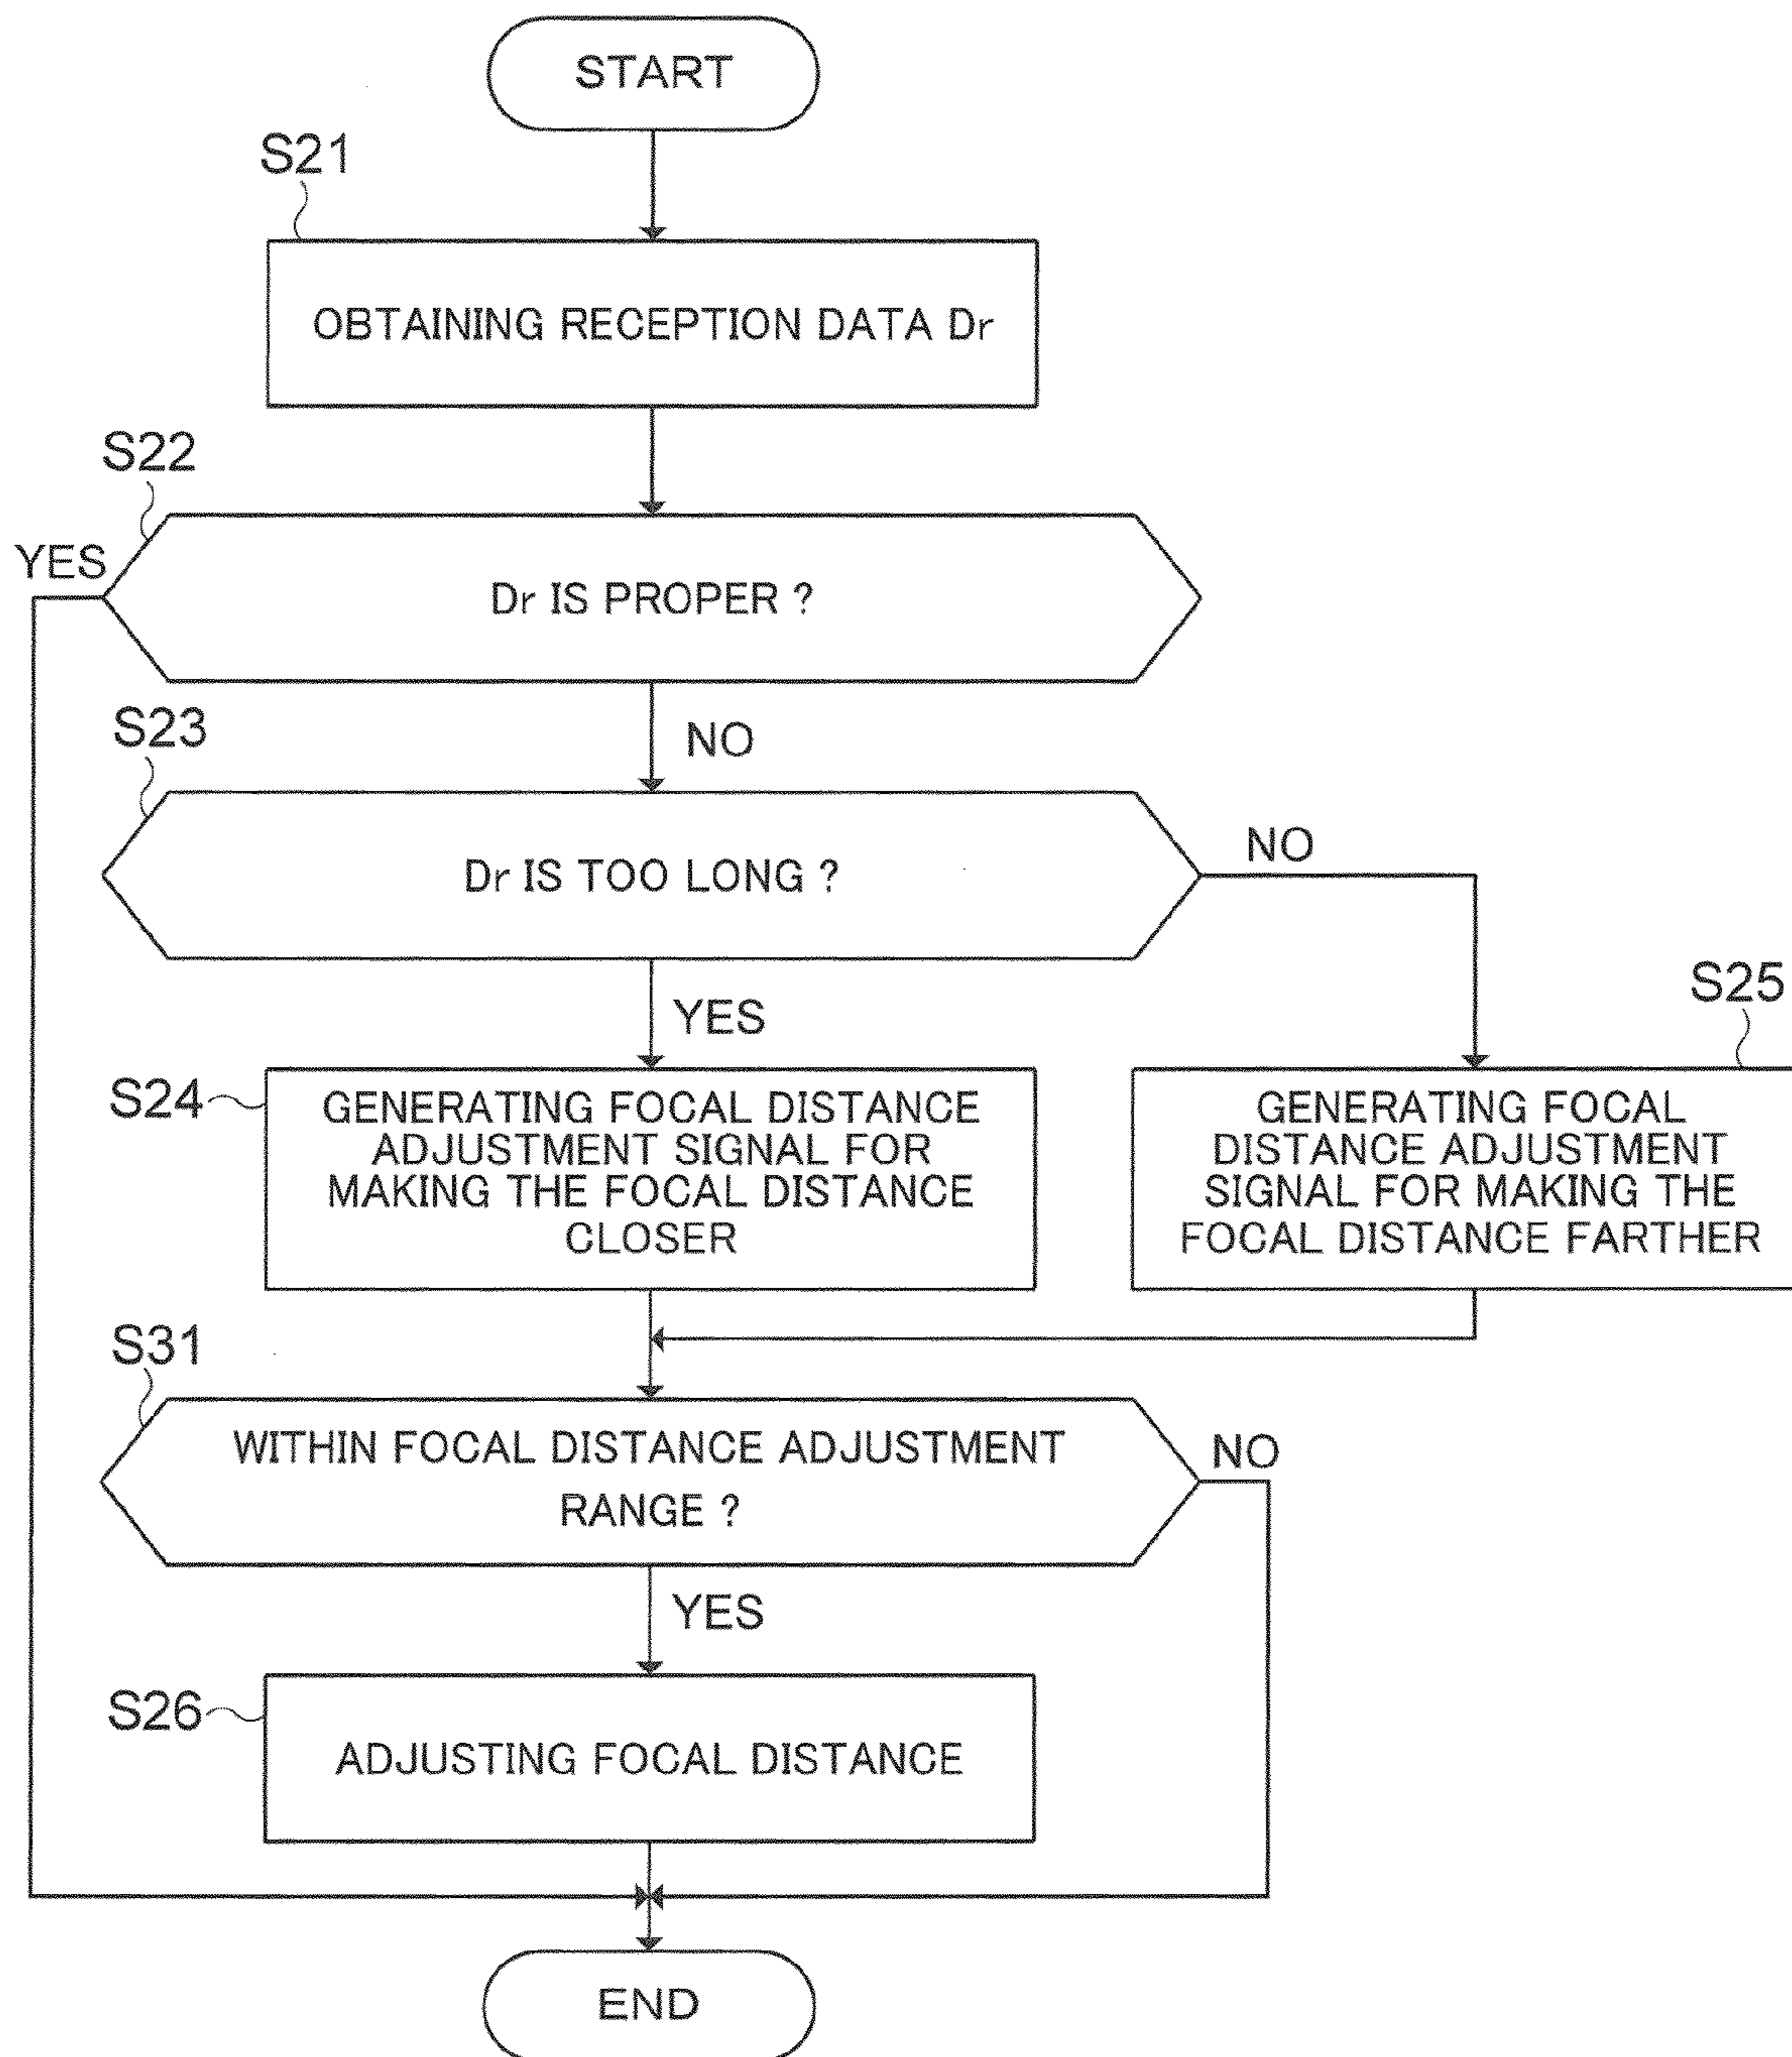 START
S21
OBTAINING RECEPTION DATA Dr
S22
YES
Dr IS PROPER ?
NO
S23
Dr IS TOO LONG ?
NO
YES
S24
GENERATING FOCAL DISTANCE
ADJUSTMENT SIGNAL FOR
MAKING THE FOCAL DISTANCE
CLOSER
S25
GENERATING FOCAL
DISTANCE ADJUSTMENT
SIGNAL FOR MAKING THE
FOCAL DISTANCE FARTHER
S31
WITHIN FOCAL DISTANCE ADJUSTMENT
RANGE ?
NO
YES
S26
ADJUSTING FOCAL DISTANCE
END